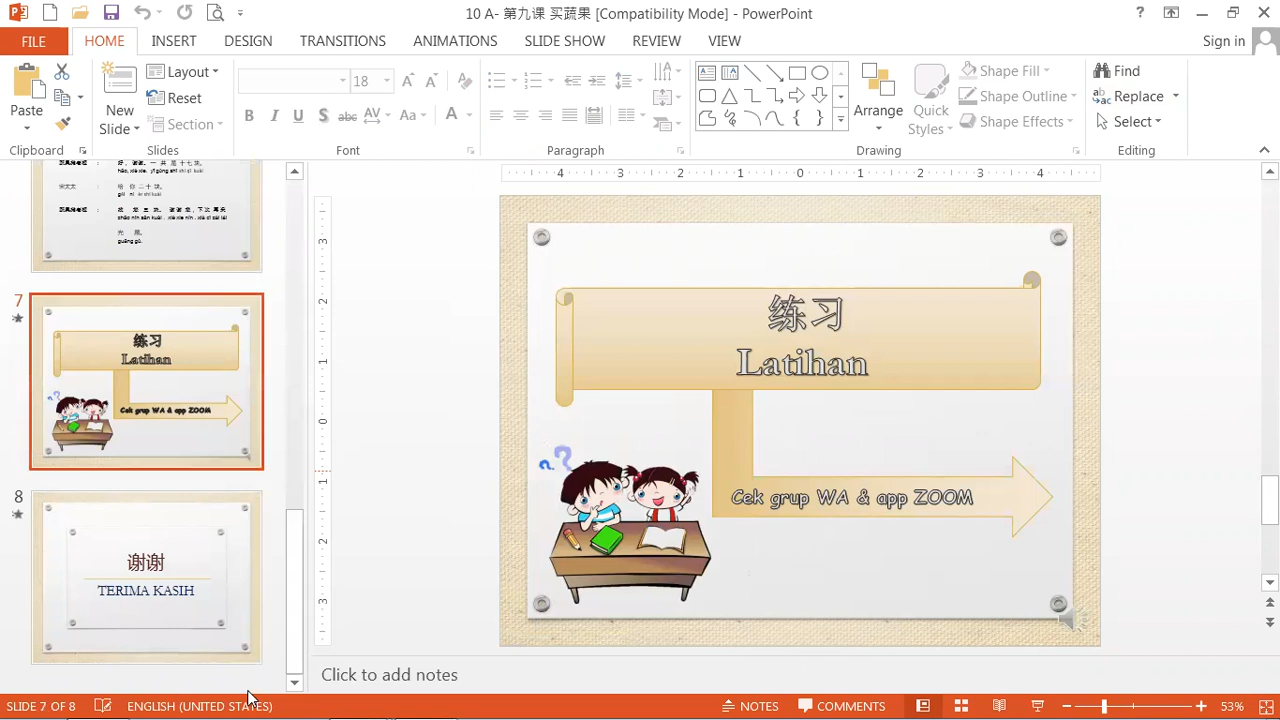 10 A- 第九课 买蔬果 [Compatibility Mode] - PowerPoint
FILE HOME INSERT DESIGN TRANSITIONS ANIMATIONS SLIDE SHOW REVIEW VIEW Sign in
Paste
New
Slide
Layout
Reset
Section
18
Arrange
Quick
Styles
Shape Fill
Shape Outline
Shape Effects
Find
Replace
Select
Clipboard Slides Font Paragraph Drawing Editing
7
练习
Latihan
Cek grup WA & app ZOOM
8
谢谢
TERIMA KASIH
练习
Latihan
Cek grup WA & app ZOOM
Click to add notes
SLIDE 7 OF 8 ENGLISH (UNITED STATES) NOTES COMMENTS 53%